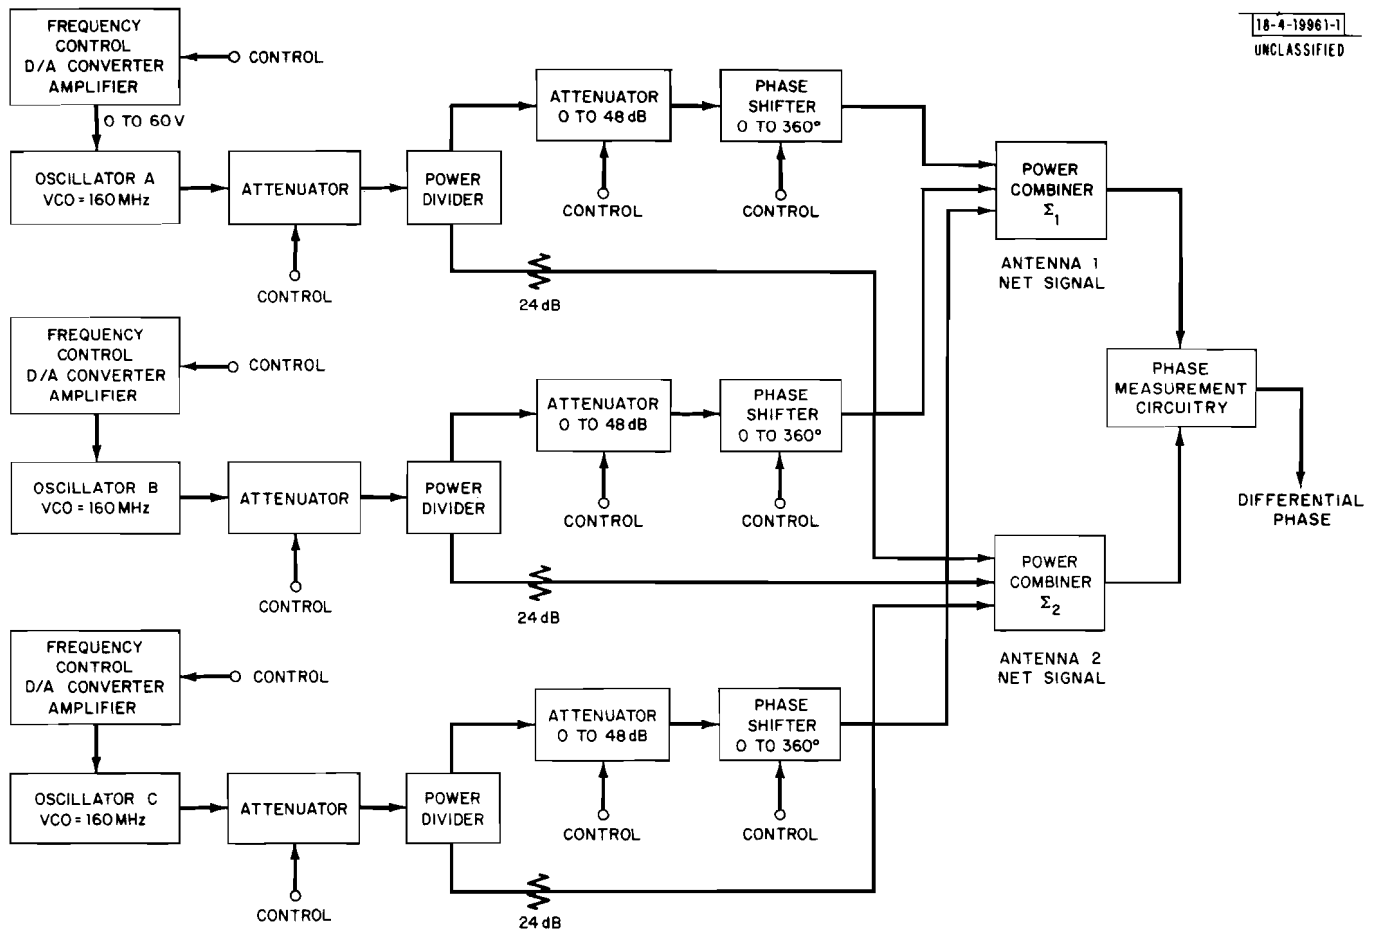 18-4-19961-1
UNCLASSIFIED
FREQUENCY
CONTROL
D/A CONVERTER
AMPLIFIER
CONTROL
0 TO 60 V
OSCILLATOR A
VCO = 160 MHz
ATTENUATOR
CONTROL
POWER
DIVIDER
ATTENUATOR
0 TO 48 dB
CONTROL
PHASE
SHIFTER
0 TO 360°
CONTROL
24 dB
POWER
COMBINER
Σ1
ANTENNA 1
NET SIGNAL
FREQUENCY
CONTROL
D/A CONVERTER
AMPLIFIER
CONTROL
OSCILLATOR B
VCO = 160 MHz
ATTENUATOR
CONTROL
POWER
DIVIDER
ATTENUATOR
0 TO 48 dB
CONTROL
PHASE
SHIFTER
0 TO 360°
CONTROL
24 dB
PHASE
MEASUREMENT
CIRCUITRY
DIFFERENTIAL
PHASE
POWER
COMBINER
Σ2
ANTENNA 2
NET SIGNAL
FREQUENCY
CONTROL
D/A CONVERTER
AMPLIFIER
CONTROL
OSCILLATOR C
VCO = 160 MHz
ATTENUATOR
CONTROL
POWER
DIVIDER
ATTENUATOR
0 TO 48 dB
CONTROL
PHASE
SHIFTER
0 TO 360°
CONTROL
24 dB